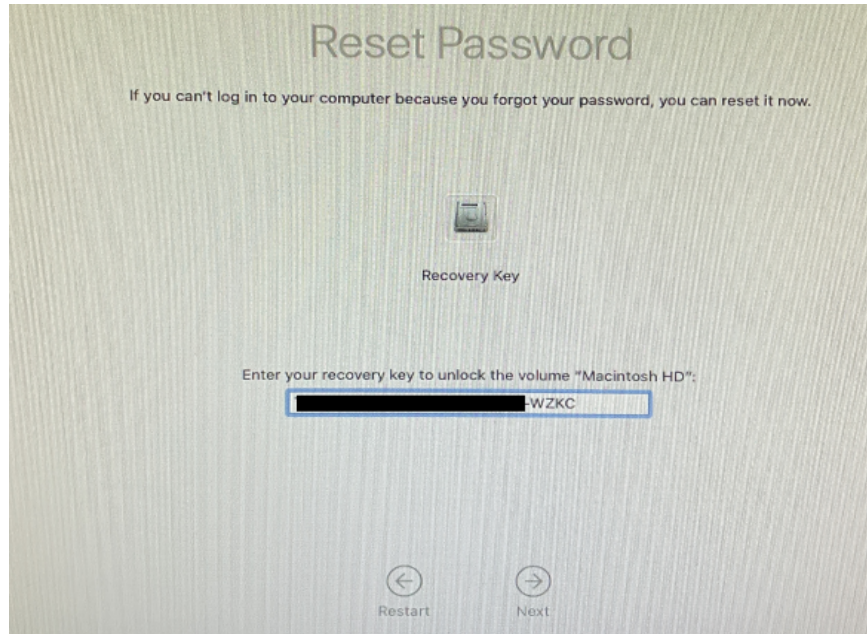 Reset Password
If you can't log in to your computer because you forgot your password, you can reset it now.
Recovery Key
Enter your recovery key to unlock the volume "Macintosh HD":
-WZKC
Restart
Next